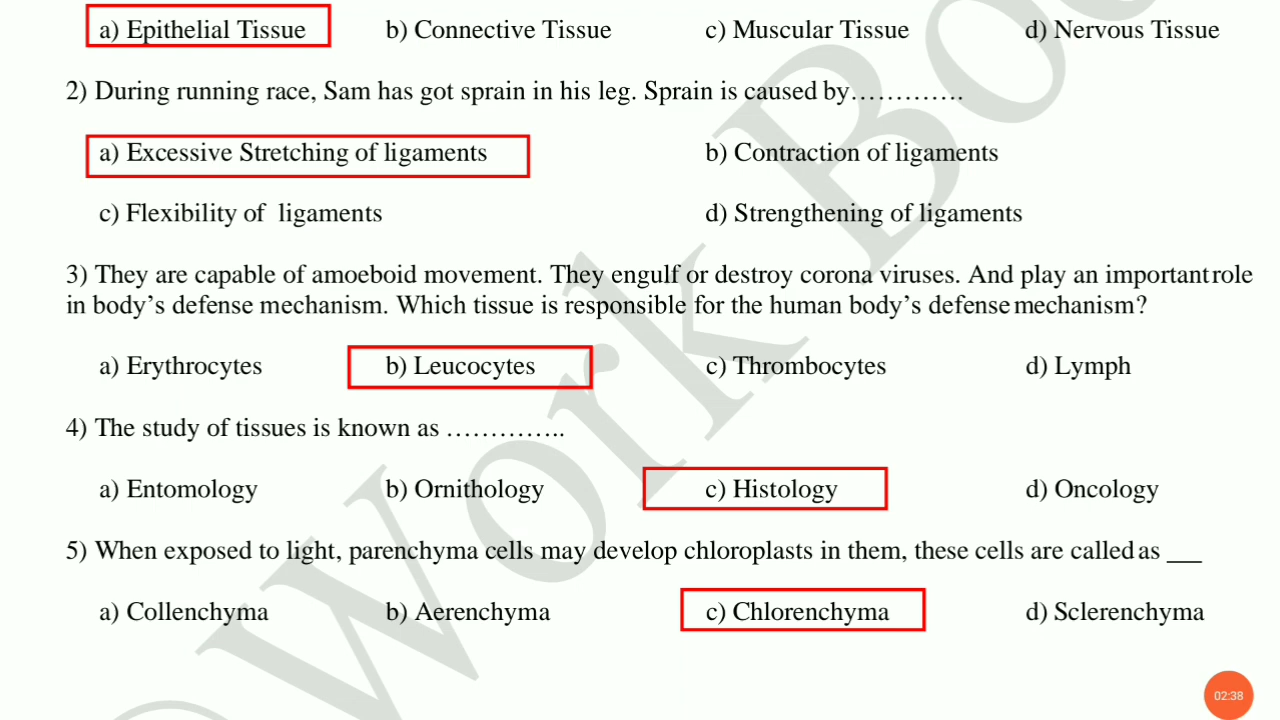 a) Epithelial Tissue b) Connective Tissue c) Muscular Tissue d) Nervous Tissue
2) During running race, Sam has got sprain in his leg. Sprain is caused by………….
a) Excessive Stretching of ligaments b) Contraction of ligaments
c) Flexibility of ligaments d) Strengthening of ligaments
3) They are capable of amoeboid movement. They engulf or destroy corona viruses. And play an important role
in body’s defense mechanism. Which tissue is responsible for the human body’s defense mechanism?
a) Erythrocytes b) Leucocytes c) Thrombocytes d) Lymph
4) The study of tissues is known as …………..
a) Entomology b) Ornithology c) Histology d) Oncology
5) When exposed to light, parenchyma cells may develop chloroplasts in them, these cells are called as ___
a) Collenchyma b) Aerenchyma c) Chlorenchyma d) Sclerenchyma
02:38